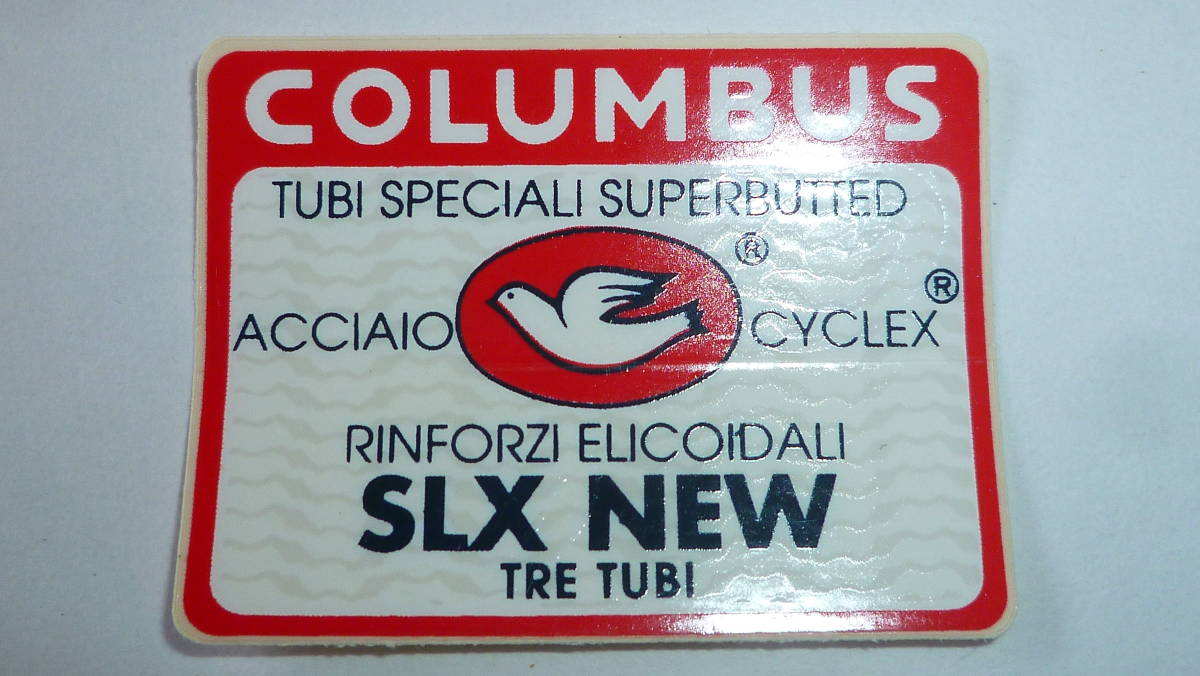 COLUMBUS
TUBI SPECIALI SUPERBUTTED
®
ACCIAIO CYCLEX®
RINFORZI ELICOIDALI
SLX NEW
TRE TUBI